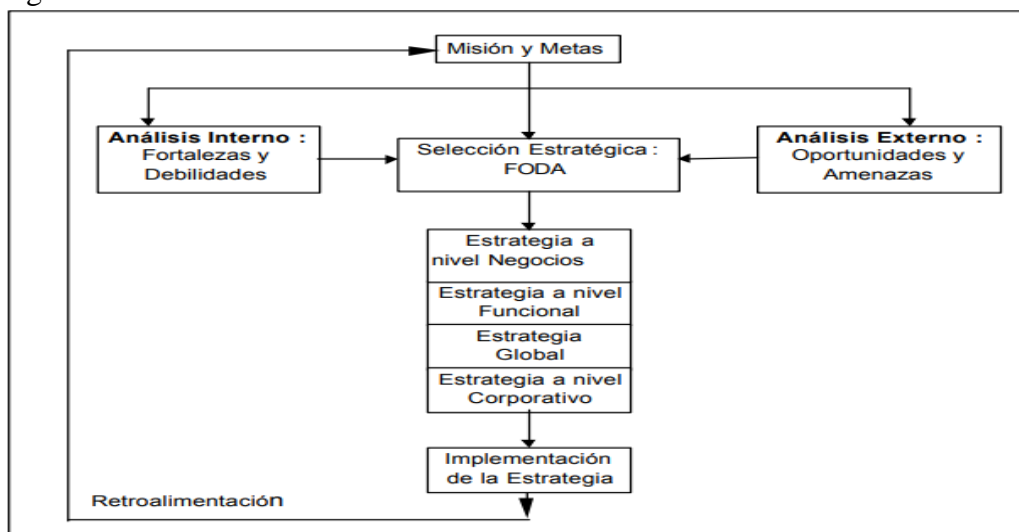 Misión y Metas
Análisis Interno :
Fortalezas y
Debilidades
Selección Estratégica :
FODA
Análisis Externo :
Oportunidades y
Amenazas
Estrategia a
nivel Negocios
Estrategia a nivel
Funcional
Estrategia
Global
Estrategia a nivel
Corporativo
Implementación
de la Estrategia
Retroalimentación